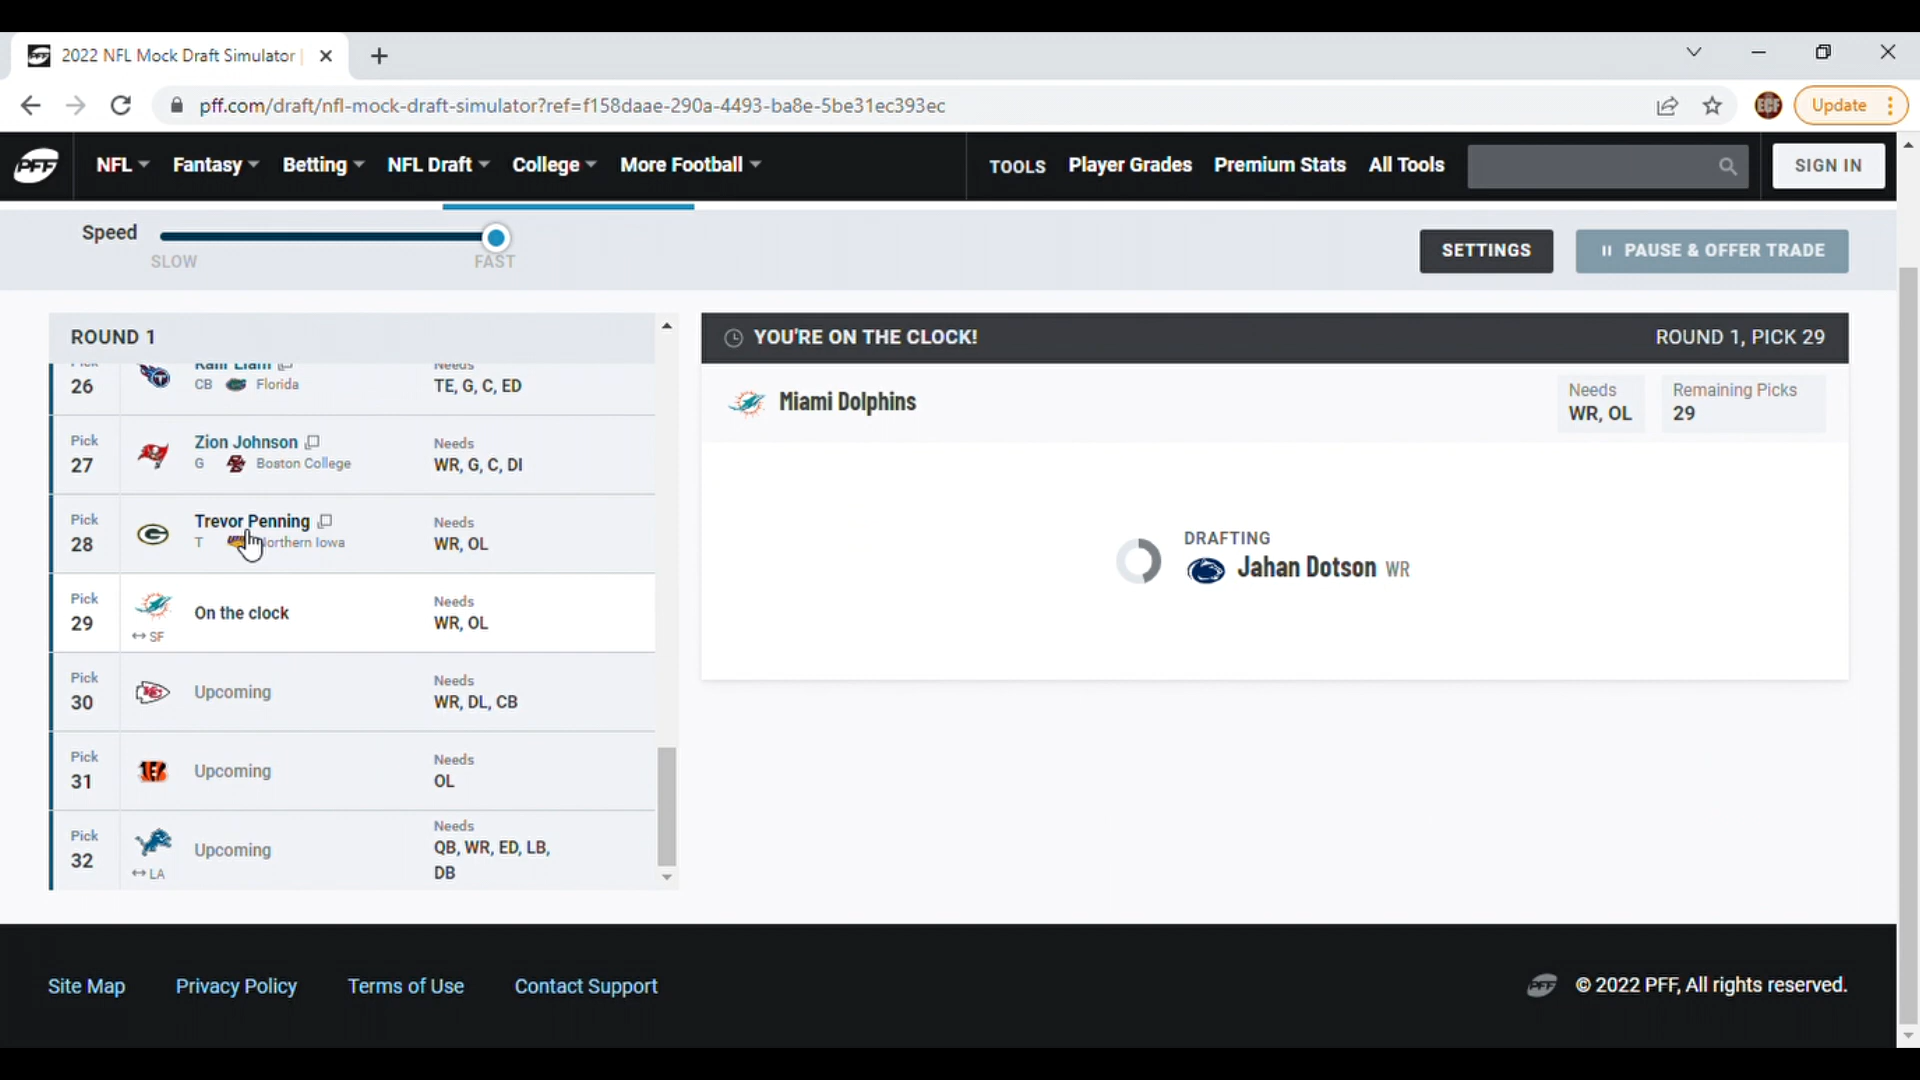 2022 NFL Mock Draft Simulator |
pff.com/draft/nfl-mock-draft-simulator?ref=f158daae-290a-4493-ba8e-5be31ec393ec
ECF
Update
PFF
NFL
Fantasy
Betting
NFL Draft
College
More Football
TOOLS
Player Grades
Premium Stats
All Tools
SIGN IN
Speed
SLOW
FAST
SETTINGS
PAUSE & OFFER TRADE
ROUND 1
26
CB Florida
Needs
TE, G, C, ED
Pick
27
Zion Johnson
G Boston College
Needs
WR, G, C, DI
Pick
28
Trevor Penning
T Northern Iowa
Needs
WR, OL
Pick
29
SF
On the clock
Needs
WR, OL
Pick
30
Upcoming
Needs
WR, DL, CB
Pick
31
Upcoming
Needs
OL
Pick
32
LA
Upcoming
Needs
QB, WR, ED, LB,
DB
YOU'RE ON THE CLOCK!
ROUND 1, PICK 29
Miami Dolphins
Needs
WR, OL
Remaining Picks
29
DRAFTING
Jahan Dotson WR
Site Map
Privacy Policy
Terms of Use
Contact Support
PFF
© 2022 PFF, All rights reserved.